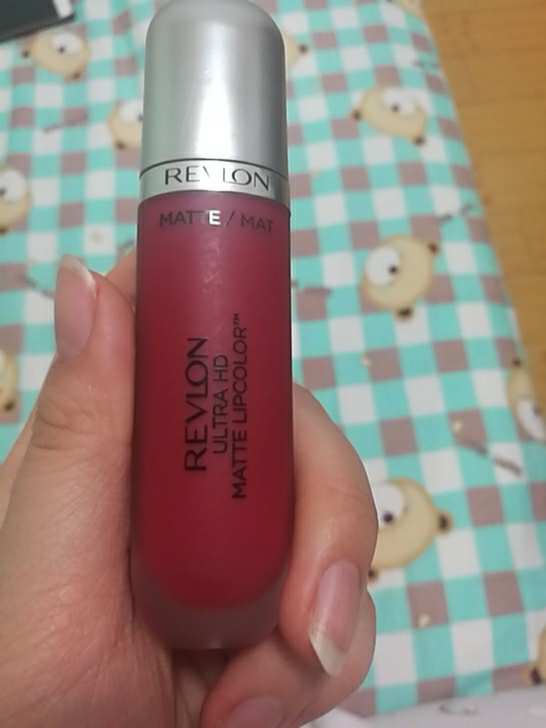 REVLON
MATTE / MAT
REVLON
ULTRA HD
MATTE LIPCOLOR™